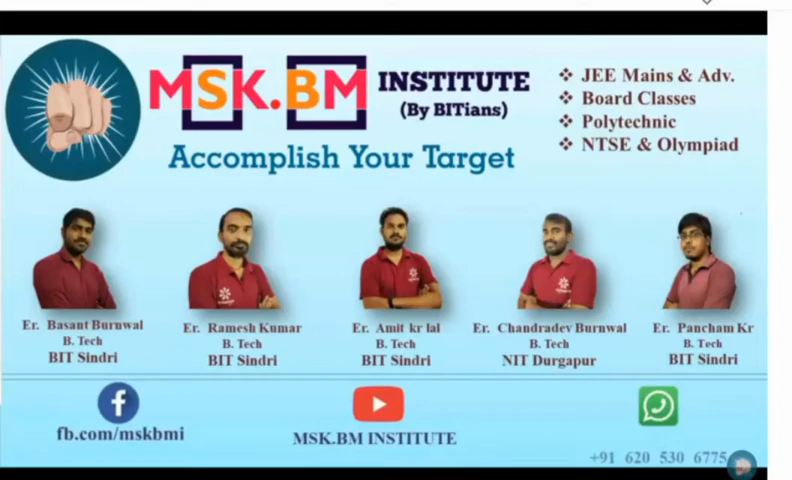 MSK.BM INSTITUTE
(By BITians)
Accomplish Your Target
❖ JEE Mains & Adv.
❖ Board Classes
❖ Polytechnic
❖ NTSE & Olympiad
Er. Basant Burnwal
B. Tech
BIT Sindri
Er. Ramesh Kumar
B. Tech
BIT Sindri
Er. Amit kr lal
B. Tech
BIT Sindri
Er. Chandradev Burnwal
B. Tech
NIT Durgapur
Er. Pancham Kr
B. Tech
BIT Sindri
fb.com/mskbmi
MSK.BM INSTITUTE
+91 620 530 6775